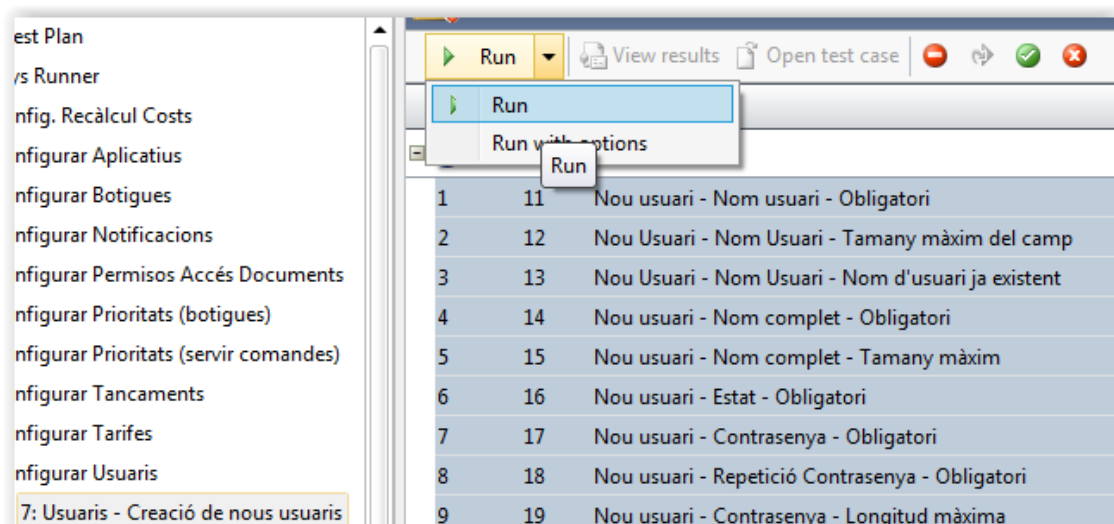 est Plan
ys Runner
nfig. Recàlcul Costs
nfigurar Aplicatius
nfigurar Botigues
nfigurar Notificacions
nfigurar Permisos Accés Documents
nfigurar Prioritats (botigues)
nfigurar Prioritats (servir comandes)
nfigurar Tancaments
nfigurar Tarifes
nfigurar Usuaris
7: Usuaris - Creació de nous usuaris
Run View results Open test case
Run
Run with options
Run
1 11 Nou usuari - Nom usuari - Obligatori
2 12 Nou Usuari - Nom Usuari - Tamany màxim del camp
3 13 Nou Usuari - Nom Usuari - Nom d'usuari ja existent
4 14 Nou usuari - Nom complet - Obligatori
5 15 Nou usuari - Nom complet - Tamany màxim
6 16 Nou usuari - Estat - Obligatori
7 17 Nou usuari - Contrasenya - Obligatori
8 18 Nou usuari - Repetició Contrasenya - Obligatori
9 19 Nou usuari - Contrasenya - Longitud màxima